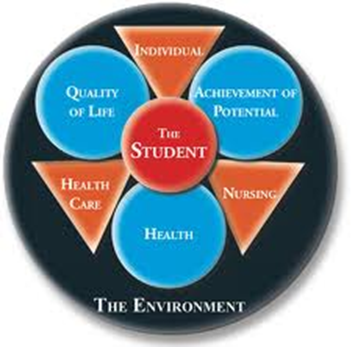 INDIVIDUAL
QUALITY
OF LIFE
ACHIEVEMENT OF
POTENTIAL
THE
STUDENT
HEALTH
CARE
NURSING
HEALTH
THE ENVIRONMENT